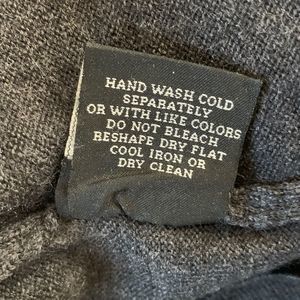 HAND WASH COLD
SEPARATELY
OR WITH LIKE COLORS
DO NOT BLEACH
RESHAPE DRY FLAT
COOL IRON OR
DRY CLEAN